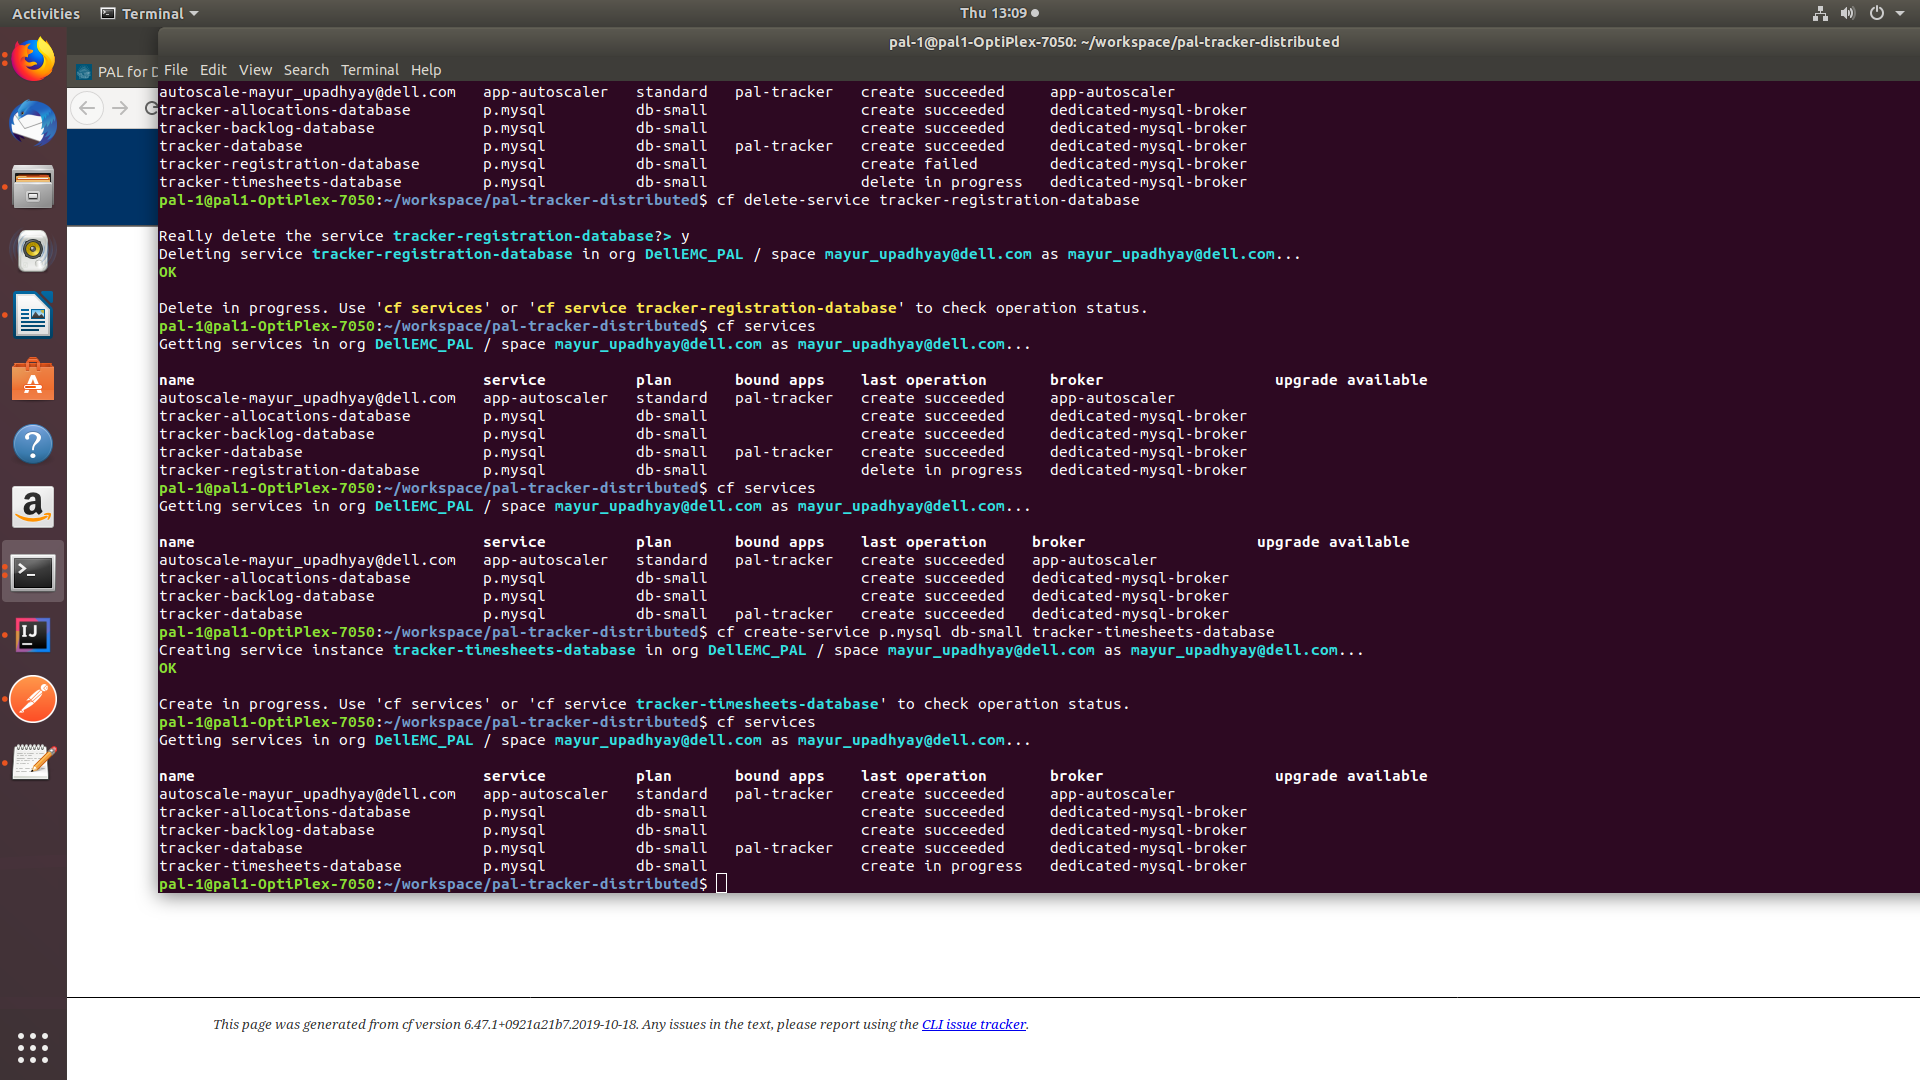 Activities Terminal Thu 13:09
pal-1@pal1-OptiPlex-7050: ~/workspace/pal-tracker-distributed
PAL for D File Edit View Search Terminal Help
autoscale-mayur_upadhyay@dell.com app-autoscaler standard pal-tracker create succeeded app-autoscaler
tracker-allocations-database p.mysql db-small create succeeded dedicated-mysql-broker
tracker-backlog-database p.mysql db-small create succeeded dedicated-mysql-broker
tracker-database p.mysql db-small pal-tracker create succeeded dedicated-mysql-broker
tracker-registration-database p.mysql db-small create failed dedicated-mysql-broker
tracker-timesheets-database p.mysql db-small delete in progress dedicated-mysql-broker
pal-1@pal1-OptiPlex-7050:~/workspace/pal-tracker-distributed$ cf delete-service tracker-registration-database
Really delete the service tracker-registration-database?> y
Deleting service tracker-registration-database in org DellEMC_PAL / space mayur_upadhyay@dell.com as mayur_upadhyay@dell.com...
OK
Delete in progress. Use 'cf services' or 'cf service tracker-registration-database' to check operation status.
pal-1@pal1-OptiPlex-7050:~/workspace/pal-tracker-distributed$ cf services
Getting services in org DellEMC_PAL / space mayur_upadhyay@dell.com as mayur_upadhyay@dell.com...
name service plan bound apps last operation broker upgrade available
autoscale-mayur_upadhyay@dell.com app-autoscaler standard pal-tracker create succeeded app-autoscaler
tracker-allocations-database p.mysql db-small create succeeded dedicated-mysql-broker
tracker-backlog-database p.mysql db-small create succeeded dedicated-mysql-broker
tracker-database p.mysql db-small pal-tracker create succeeded dedicated-mysql-broker
tracker-registration-database p.mysql db-small delete in progress dedicated-mysql-broker
pal-1@pal1-OptiPlex-7050:~/workspace/pal-tracker-distributed$ cf services
Getting services in org DellEMC_PAL / space mayur_upadhyay@dell.com as mayur_upadhyay@dell.com...
name service plan bound apps last operation broker upgrade available
autoscale-mayur_upadhyay@dell.com app-autoscaler standard pal-tracker create succeeded app-autoscaler
tracker-allocations-database p.mysql db-small create succeeded dedicated-mysql-broker
tracker-backlog-database p.mysql db-small create succeeded dedicated-mysql-broker
tracker-database p.mysql db-small pal-tracker create succeeded dedicated-mysql-broker
pal-1@pal1-OptiPlex-7050:~/workspace/pal-tracker-distributed$ cf create-service p.mysql db-small tracker-timesheets-database
Creating service instance tracker-timesheets-database in org DellEMC_PAL / space mayur_upadhyay@dell.com as mayur_upadhyay@dell.com...
OK
Create in progress. Use 'cf services' or 'cf service tracker-timesheets-database' to check operation status.
pal-1@pal1-OptiPlex-7050:~/workspace/pal-tracker-distributed$ cf services
Getting services in org DellEMC_PAL / space mayur_upadhyay@dell.com as mayur_upadhyay@dell.com...
name service plan bound apps last operation broker upgrade available
autoscale-mayur_upadhyay@dell.com app-autoscaler standard pal-tracker create succeeded app-autoscaler
tracker-allocations-database p.mysql db-small create succeeded dedicated-mysql-broker
tracker-backlog-database p.mysql db-small create succeeded dedicated-mysql-broker
tracker-database p.mysql db-small pal-tracker create succeeded dedicated-mysql-broker
tracker-timesheets-database p.mysql db-small create in progress dedicated-mysql-broker
pal-1@pal1-OptiPlex-7050:~/workspace/pal-tracker-distributed$
This page was generated from cf version 6.47.1+0921a21b7.2019-10-18. Any issues in the text, please report using the CLI issue tracker.